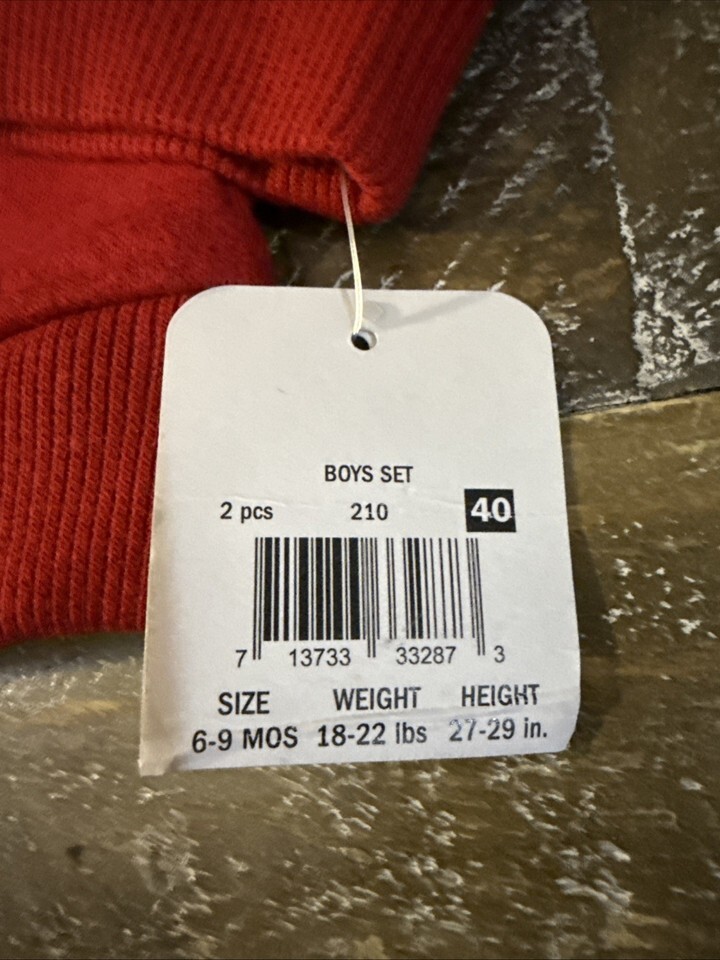 BOYS SET
2 pcs 210 40
7 13733 33287 3
SIZE WEIGHT HEIGHT
6-9 MOS 18-22 lbs 27-29 in.